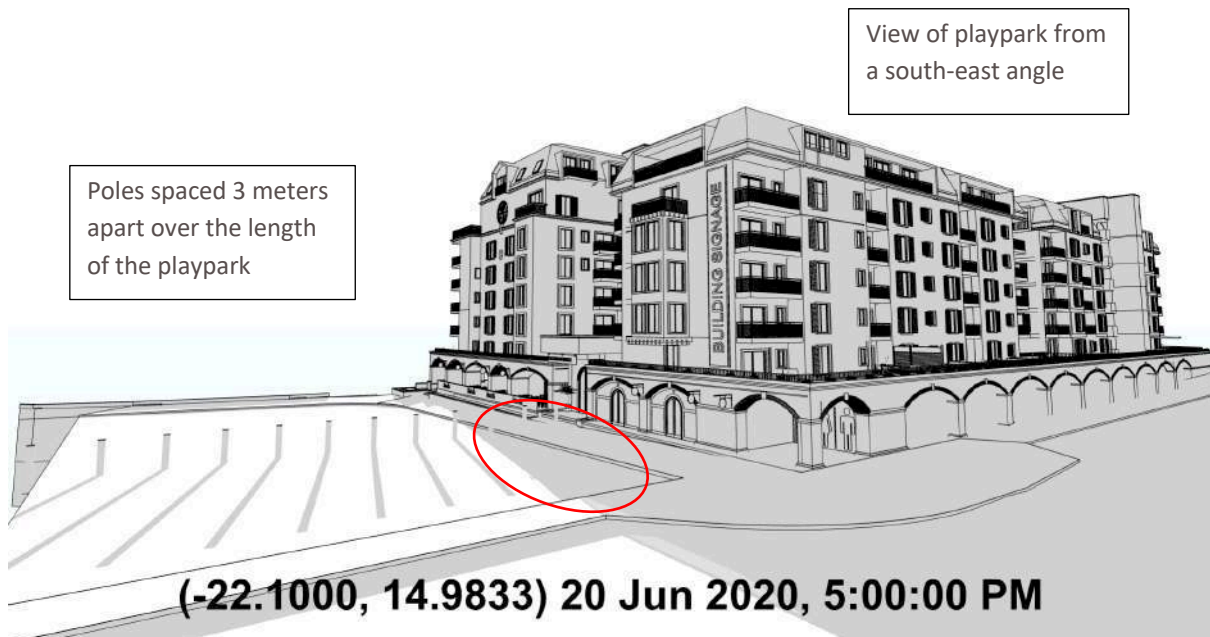 View of playpark from
a south-east angle
Poles spaced 3 meters
apart over the length
of the playpark
BUILDING SIGNAGE
(-22.1000, 14.9833) 20 Jun 2020, 5:00:00 PM